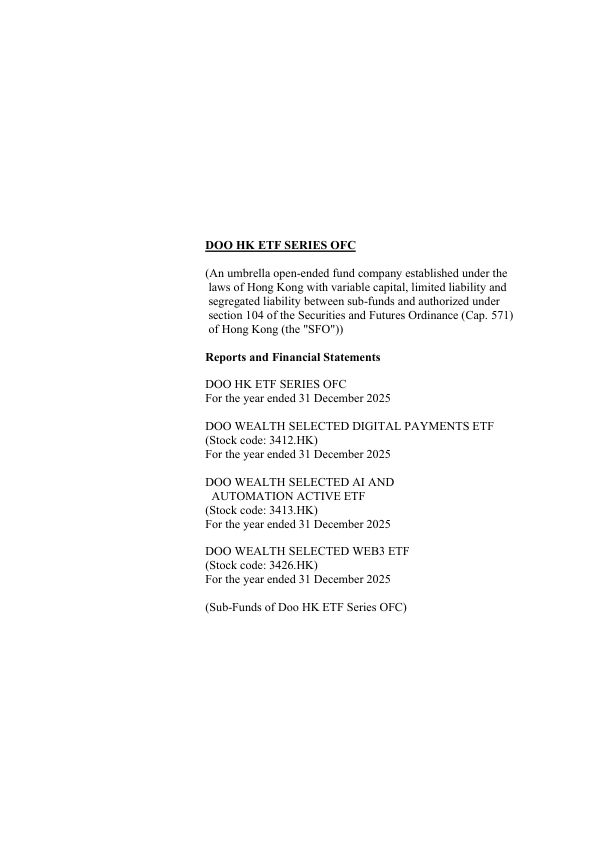 DOO HK ETF SERIES OFC
(An umbrella open-ended fund company established under the
laws of Hong Kong with variable capital, limited liability and
segregated liability between sub-funds and authorized under
section 104 of the Securities and Futures Ordinance (Cap. 571)
of Hong Kong (the "SFO"))
Reports and Financial Statements
DOO HK ETF SERIES OFC
For the year ended 31 December 2025
DOO WEALTH SELECTED DIGITAL PAYMENTS ETF
(Stock code: 3412.HK)
For the year ended 31 December 2025
DOO WEALTH SELECTED AI AND
AUTOMATION ACTIVE ETF
(Stock code: 3413.HK)
For the year ended 31 December 2025
DOO WEALTH SELECTED WEB3 ETF
(Stock code: 3426.HK)
For the year ended 31 December 2025
(Sub-Funds of Doo HK ETF Series OFC)